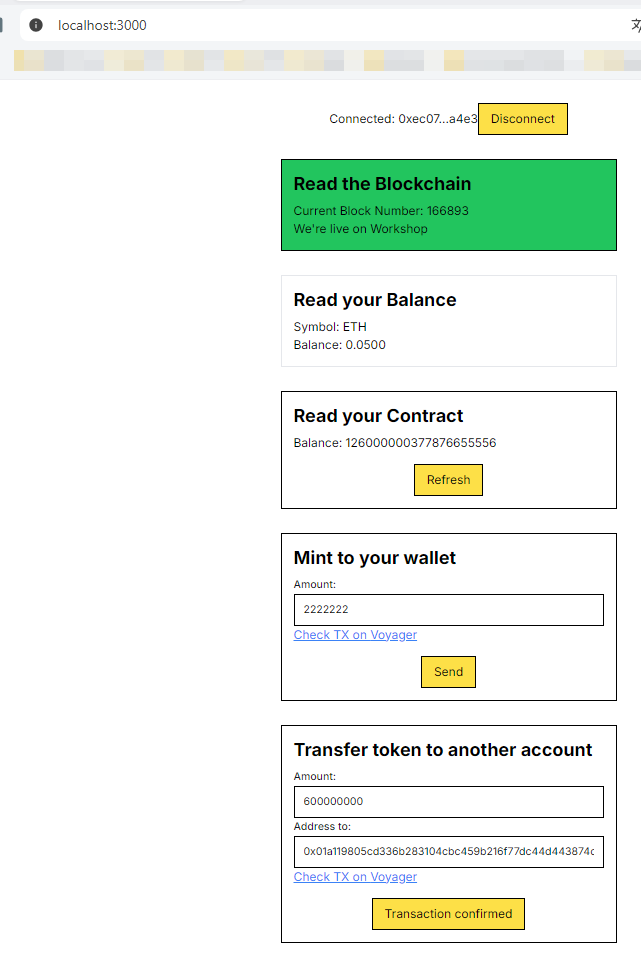 localhost:3000
Connected: 0xec07...a4e3 Disconnect
Read the Blockchain
Current Block Number: 166893
We're live on Workshop
Read your Balance
Symbol: ETH
Balance: 0.0500
Read your Contract
Balance: 126000000377876655556
Refresh
Mint to your wallet
Amount:
2222222
Check TX on Voyager
Send
Transfer token to another account
Amount:
600000000
Address to:
0x01a119805cd336b283104cbc459b216f77dc44d443874c
Check TX on Voyager
Transaction confirmed